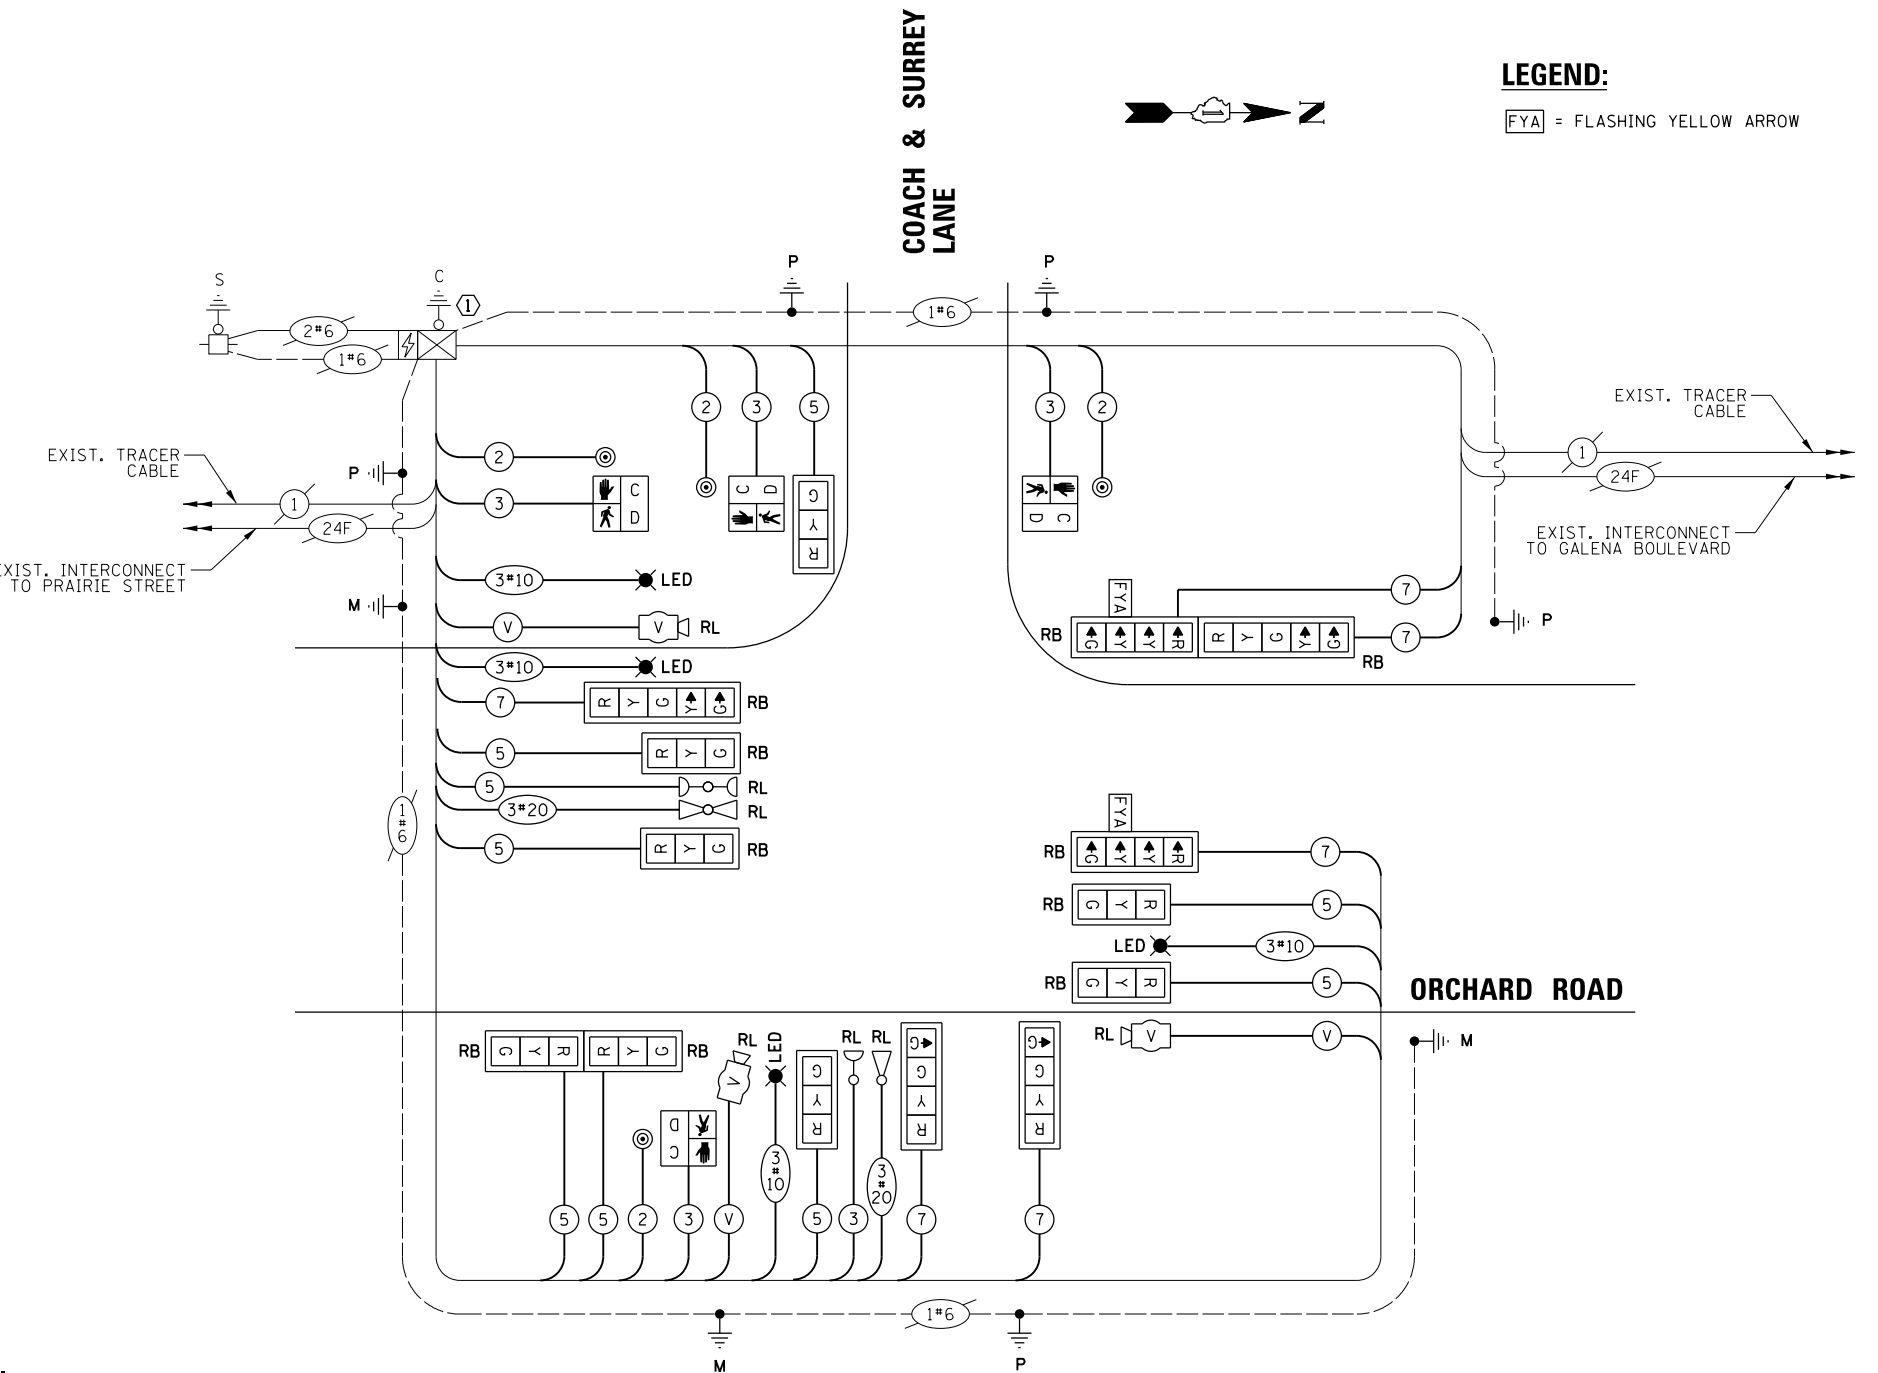 COACH & SURREY
LANE
LEGEND:
FYA = FLASHING YELLOW ARROW
N
S
C
1
P
P
2#6
1#6
1#6
EXIST. TRACER
CABLE
1
24F
EXIST. INTERCONNECT
TO PRAIRIE STREET
P
M
2
3
C
D
3#10
LED
V
V
RL
2
3
5
C D
G
Y
R
3
2
D C
EXIST. TRACER
CABLE
1
24F
EXIST. INTERCONNECT
TO GALENA BOULEVARD
P
FYA
7
RB
G Y Y R
R Y G Y G
7
RB
3#10
LED
7
R Y G Y G
RB
5
R Y G
RB
5
RL
3#20
RL
5
R Y G
RB
1#6
FYA
RB
G Y Y R
7
RB
G Y R
5
LED
3#10
RB
G Y R
5
ORCHARD ROAD
RL
V
V
M
RB
G Y R
R Y G
RB
D
C
RL
V
LED
3#10
G
Y
R
RL
RL
3#20
G
G
Y
R
G
G
Y
R
5
5
2
3
V
5
3
7
7
1#6
M
P